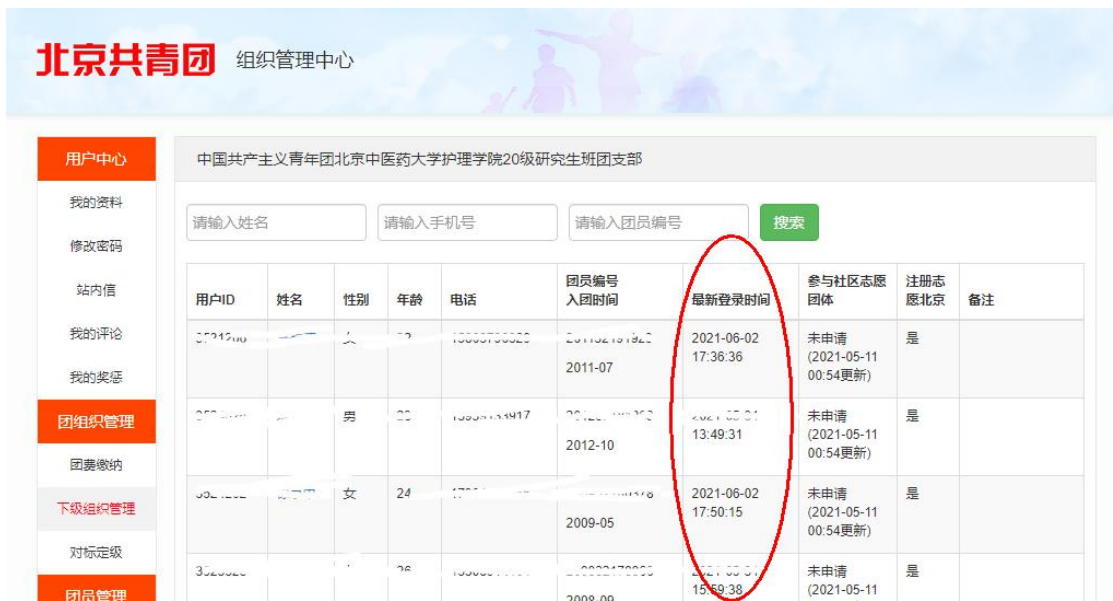 北京共青团 组织管理中心
用户中心
我的资料
修改密码
站内信
我的评论
我的奖惩
团组织管理
团费缴纳
下级组织管理
对标定级
团员管理
中国共产主义青年团北京中医药大学护理学院20级研究生班团支部
请输入姓名 请输入手机号 请输入团员编号 搜索
用户ID 姓名 性别 年龄 电话 团员编号 入团时间 最新登录时间 参与社区志愿团体 注册志愿北京 备注
女 2011-07 2021-06-02 17:36:36 未申请 (2021-05-11 00:54更新) 是
男 2012-10 13:49:31 未申请 (2021-05-11 00:54更新) 是
女 24 2009-05 2021-06-02 17:50:15 未申请 (2021-05-11 00:54更新) 是
26 2008-09 15:59:38 未申请 (2021-05-11 是